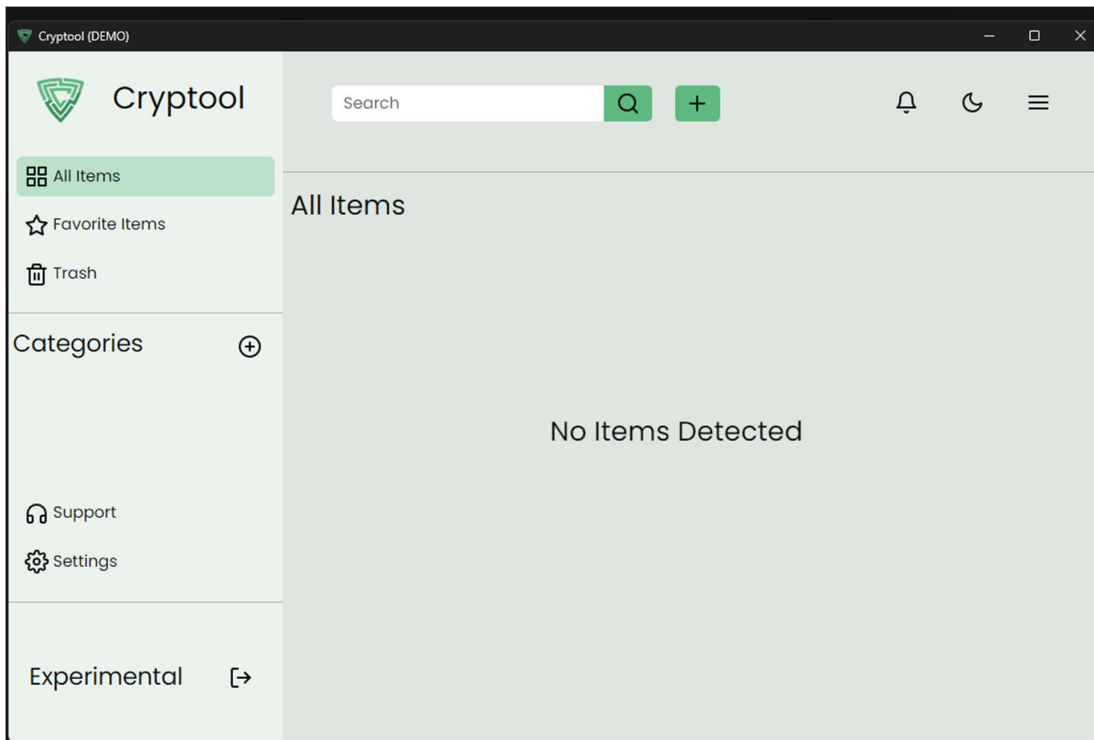 Cryptool (DEMO)
Cryptool
Search
All Items
Favorite Items
Trash
All Items
Categories
No Items Detected
Support
Settings
Experimental